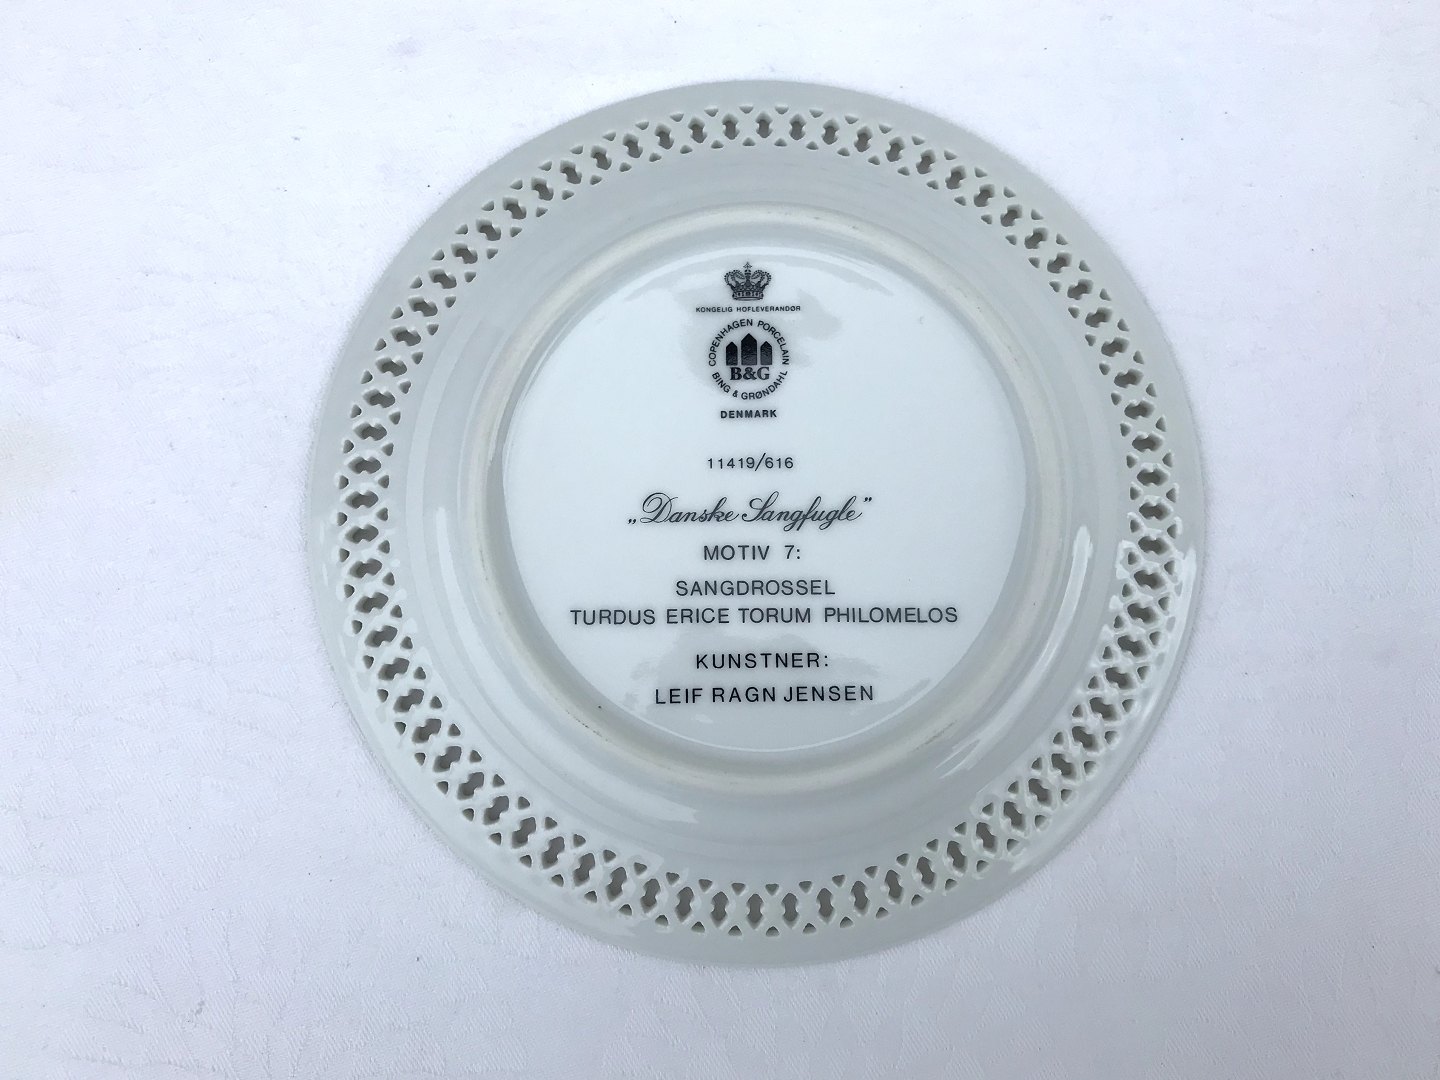 KONGELIG HOFLEVERANDØR
COPENHAGEN PORCELAIN
B&G
BING & GRØNDAHL
DENMARK
11419/616
„Danske Sangfugle”
MOTIV 7:
SANGDROSSEL
TURDUS ERICE TORUM PHILOMELOS
KUNSTNER:
LEIF RAGN JENSEN